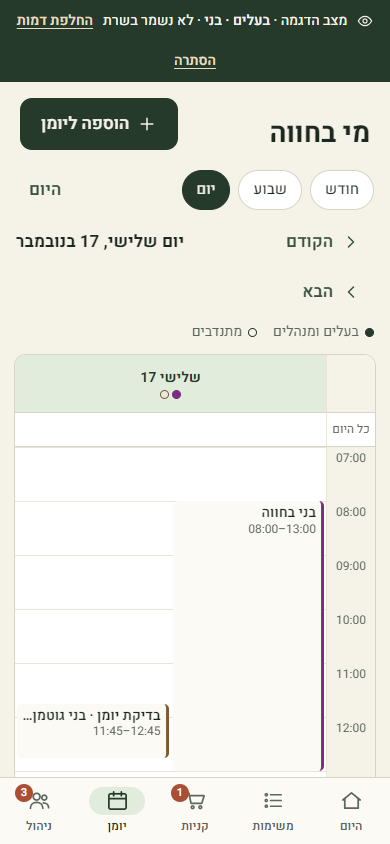 מצב הדגמה · בעלים · בני · לא נשמר בשרת החלפת דמות
הסתרה
מי בחווה
הוספה ליומן
חודש
שבוע
יום
היום
הקודם
יום שלישי, 17 בנובמבר
הבא
בעלים ומנהלים
מתנדבים
שלישי 17
כל היום
07:00
08:00
בני בחווה
08:00–13:00
09:00
10:00
11:00
בדיקת יומן · בני גוטמן...
11:45–12:45
12:00
היום
משימות
1
קניות
יומן
3
ניהול